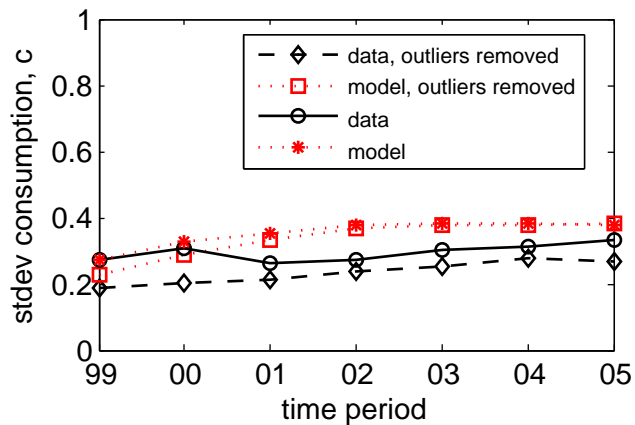 1
0.8
0.6
0.4
0.2
0
stdev consumption, c
data, outliers removed
model, outliers removed
data
model
99 00 01 02 03 04 05
time period